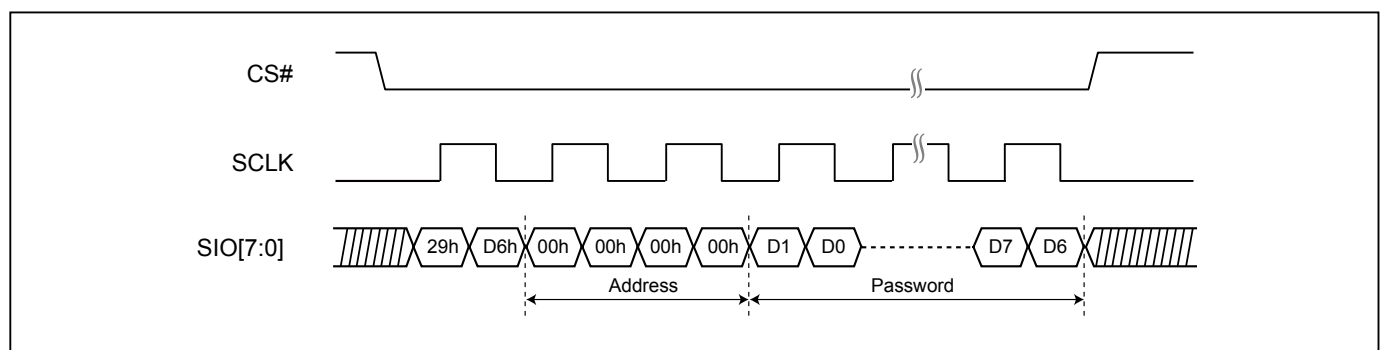 CS#
SCLK
SIO[7:0] 29h D6h 00h 00h 00h 00h D1 D0 D7 D6
Address Password